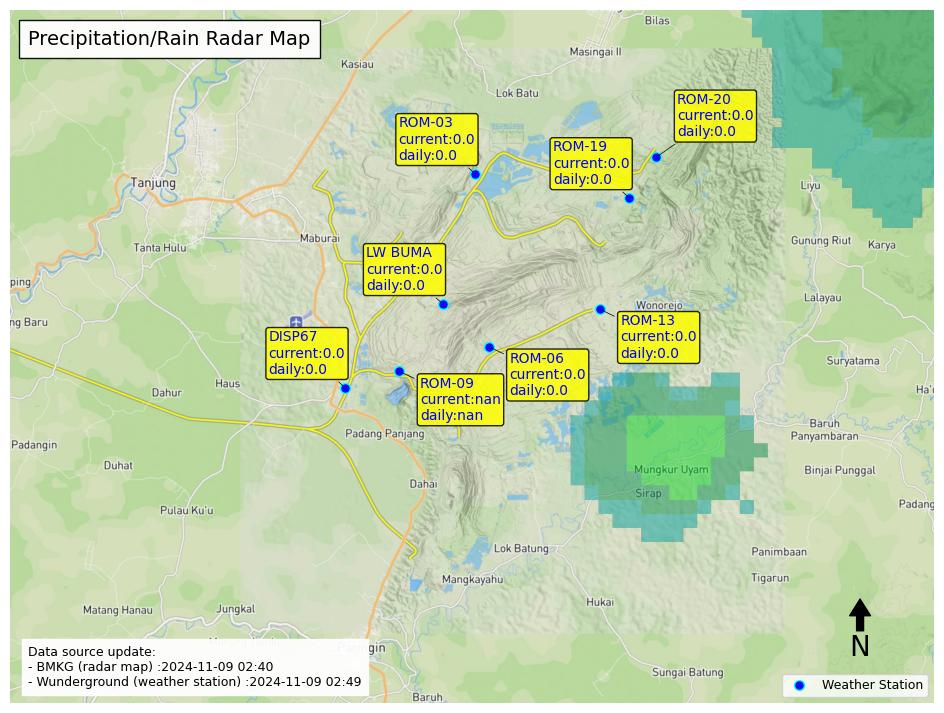 Precipitation/Rain Radar Map
Bilas
Masingai II
Kasiau
Lok Batu
ROM-20
current:0.0
daily:0.0
ROM-03
current:0.0
daily:0.0
ROM-19
current:0.0
daily:0.0
Tanjung
Liyu
Maburai
Tanta Hulu
Gunung Riut
Karya
LW BUMA
current:0.0
daily:0.0
ping
Lalayau
Wonorejo
ng Baru
ROM-13
current:0.0
daily:0.0
DISP67
current:0.0
daily:0.0
ROM-06
current:0.0
daily:0.0
Suryatama
Haus
Dahur
Ha'
ROM-09
current:nan
daily:nan
Baruh
Panyambaran
Padang Panjang
Padangin
Duhat
Mungkur Uyam
Binjai Punggal
Dahai
Sirap
Padang
Pulau Ku'u
Lok Batung
Panimbaan
Mangkayahu
Tigarun
Hukai
Matang Hanau
Jungkal
N
Data source update:
- BMKG (radar map) :2024-11-09 02:40
- Wunderground (weather station) :2024-11-09 02:49
Sungai Batung
Weather Station
Baruh